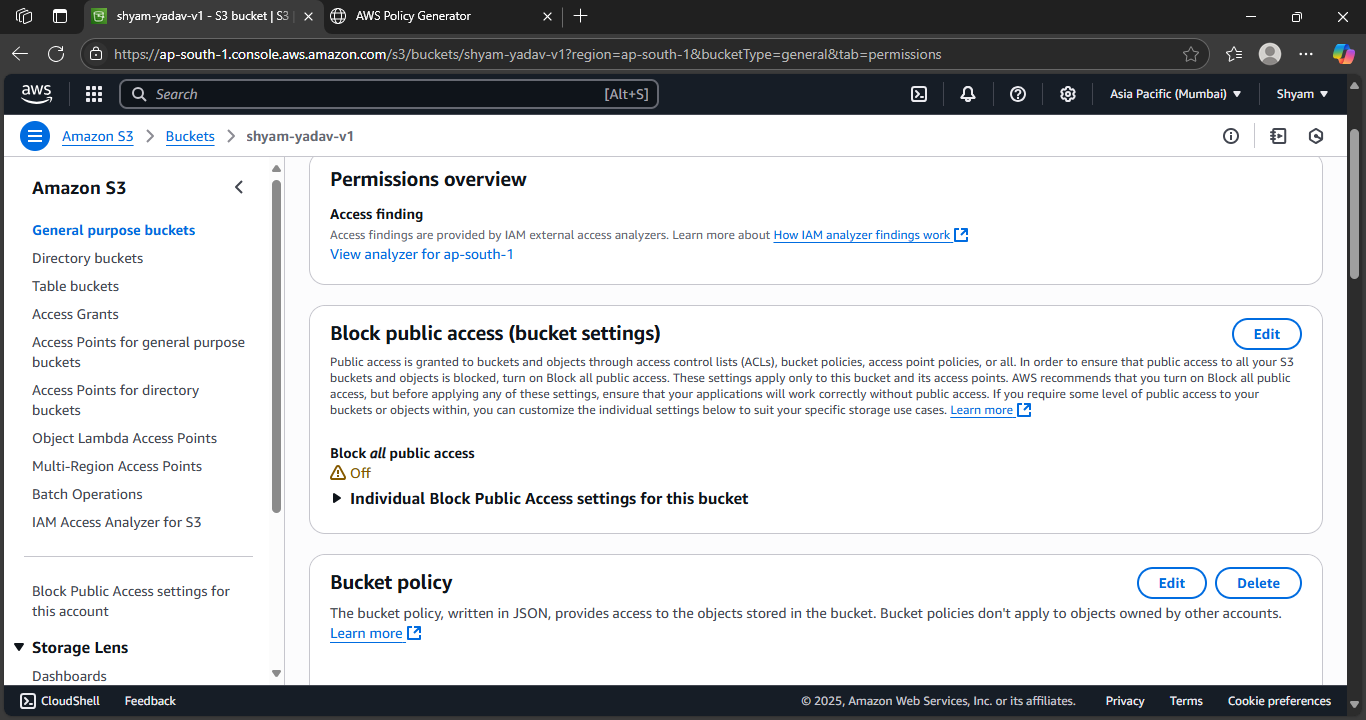 shyam-yadav-v1 - S3 bucket | S3
AWS Policy Generator
https://ap-south-1.console.aws.amazon.com/s3/buckets/shyam-yadav-v1?region=ap-south-1&bucketType=general&tab=permissions
aws
Search
[Alt+S]
Asia Pacific (Mumbai)
Shyam
Amazon S3
Buckets
shyam-yadav-v1
Amazon S3
General purpose buckets
Directory buckets
Table buckets
Access Grants
Access Points for general purpose
buckets
Access Points for directory
buckets
Object Lambda Access Points
Multi-Region Access Points
Batch Operations
IAM Access Analyzer for S3
Block Public Access settings for
this account
Storage Lens
Dashboards
Permissions overview
Access finding
Access findings are provided by IAM external access analyzers. Learn more about How IAM analyzer findings work
View analyzer for ap-south-1
Block public access (bucket settings)
Edit
Public access is granted to buckets and objects through access control lists (ACLs), bucket policies, access point policies, or all. In order to ensure that public access to all your S3
buckets and objects is blocked, turn on Block all public access. These settings apply only to this bucket and its access points. AWS recommends that you turn on Block all public
access, but before applying any of these settings, ensure that your applications will work correctly without public access. If you require some level of public access to your
buckets or objects within, you can customize the individual settings below to suit your specific storage use cases. Learn more
Block all public access
Off
Individual Block Public Access settings for this bucket
Bucket policy
Edit
Delete
The bucket policy, written in JSON, provides access to the objects stored in the bucket. Bucket policies don't apply to objects owned by other accounts.
Learn more
CloudShell
Feedback
© 2025, Amazon Web Services, Inc. or its affiliates.
Privacy
Terms
Cookie preferences